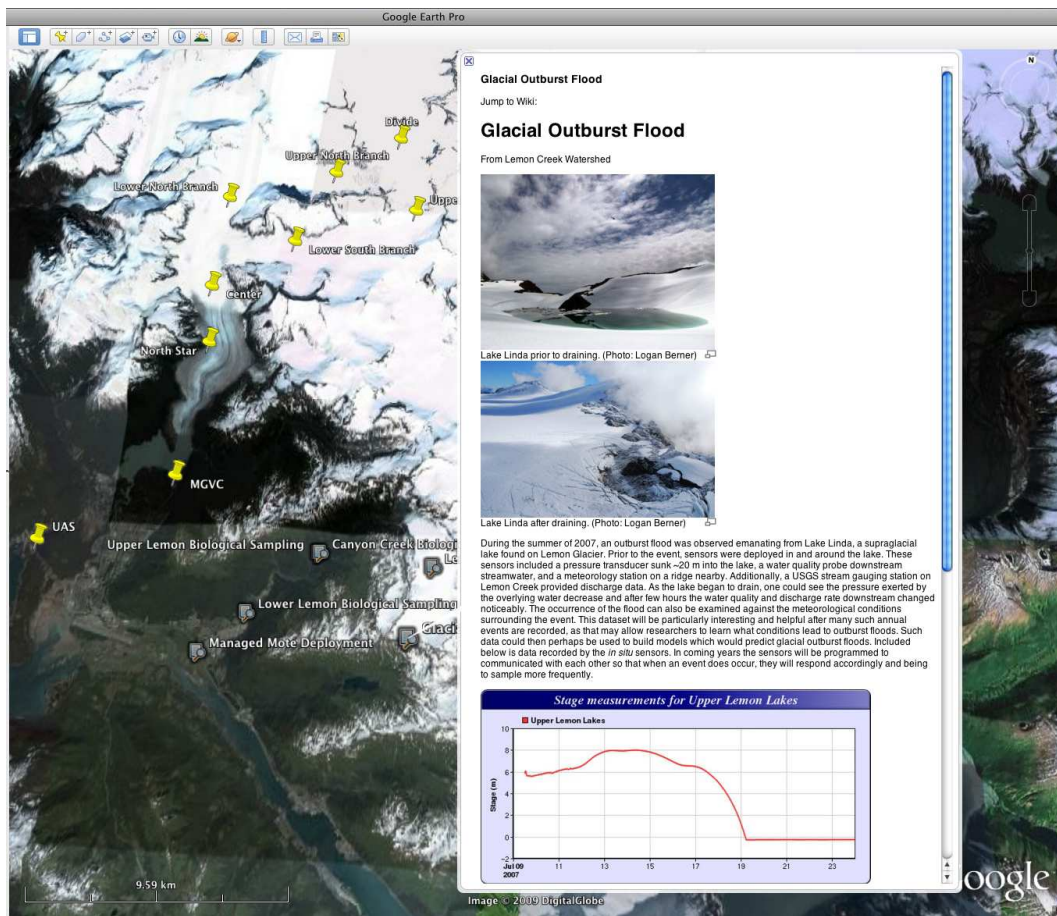 Google Earth Pro
Divide
Upper North Branch
Lower North Branch
Uppe
Lower South Branch
Center
North Star
MGVC
UAS
Upper Lemon Biological Sampling
Canyon Creek Biologi
Le
Lower Lemon Biological Sampling
Glaci
Managed Mote Deployment
9.59 km
Image © 2009 DigitalGlobe
oogle
N
Glacial Outburst Flood
Jump to Wiki:
Glacial Outburst Flood
From Lemon Creek Watershed
Lake Linda prior to draining. (Photo: Logan Berner)
Lake Linda after draining. (Photo: Logan Berner)
During the summer of 2007, an outburst flood was observed emanating from Lake Linda, a supraglacial
lake found on Lemon Glacier. Prior to the event, sensors were deployed in and around the lake. These
sensors included a pressure transducer sunk ~20 m into the lake, a water quality probe downstream
streamwater, and a meteorology station on a ridge nearby. Additionally, a USGS stream gauging station on
Lemon Creek provided discharge data. As the lake began to drain, one could see the pressure exerted by
the overlying water decrease and after few hours the water quality and discharge rate downstream changed
noticeably. The occurrence of the flood can also be examined against the meteorological conditions
surrounding the event. This dataset will be particularly interesting and helpful after many such annual
events are recorded, as that may allow researchers to learn what conditions lead to outburst floods. Such
data could then perhaps be used to build models which would predict glacial outburst floods. Included
below is data recorded by the in situ sensors. In coming years the sensors will be programmed to
communicated with each other so that when an event does occur, they will respond accordingly and being
to sample more frequently.
Stage measurements for Upper Lemon Lakes
Upper Lemon Lakes
Stage (m)
10
8
6
4
2
0
-2
Jul 09 11 13 15 17 19 21 23
2007